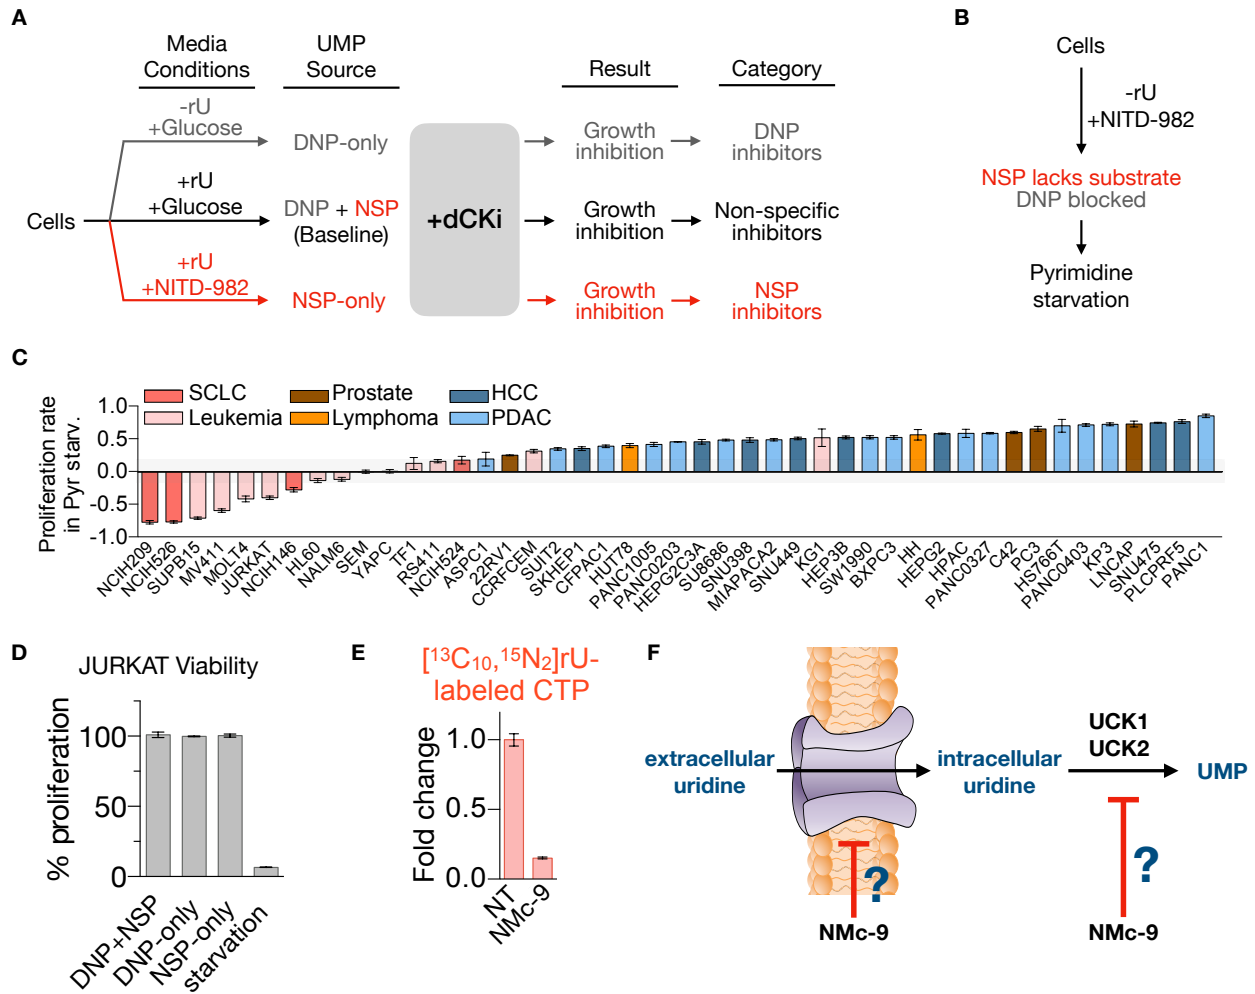 A
Media
Conditions
UMP
Source
Result
Category
-rU
+Glucose
DNP-only
Growth
inhibition
DNP
inhibitors
+rU
+Glucose
Cells
DNP + NSP
(Baseline)
+dCKi
Growth
inhibition
Non-specific
inhibitors
+rU
+NITD-982
NSP-only
Growth
inhibition
NSP
inhibitors
B
Cells
-rU
+NITD-982
NSP lacks substrate
DNP blocked
Pyrimidine
starvation
C
SCLC
Prostate
HCC
Leukemia
Lymphoma
PDAC
Proliferation rate
in Pyr starv.
1.0
0.5
0.0
-0.5
-1.0
NCIH209
NCIH526
SUPB15
MV411
MOLT4
JURKAT
NCIH146
HL60
NALM6
SEM
YAPC
TF1
RS411
NCIH524
ASPC1
22RV1
CCRFCEM
SUIT2
SKHEP1
CFPAC1
HUT78
PANC1005
PANC0203
HEPG2C3A
SU8686
SNU398
MIAPACA2
SNU449
KG1
HEP3B
SW1990
BXPC3
HH
HEPG2
HPAC
PANC0327
C42
PC3
HS766T
PANC0403
KP3
LNCAP
SNU475
PLCPRF5
PANC1
D
JURKAT Viability
% proliferation
100
50
0
DNP+NSP
DNP-only
NSP-only
starvation
E
[¹³C₁₀,¹⁵N₂]rU-
labeled CTP
Fold change
1.0
0.5
0.0
NT
NMc-9
F
extracellular
uridine
intracellular
uridine
UCK1
UCK2
UMP
?
NMc-9
?
NMc-9